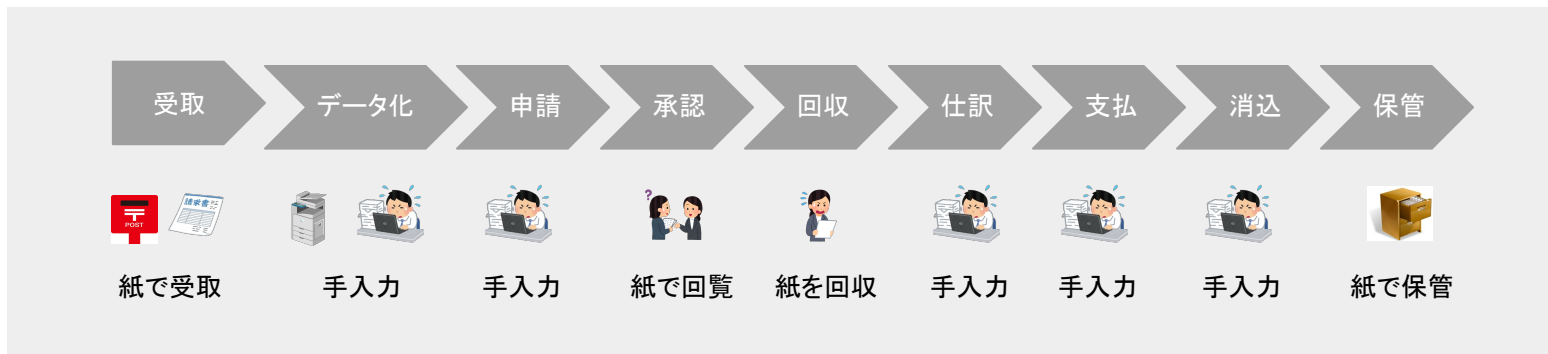 受取 データ化 申請 承認 回収 仕訳 支払 消込 保管
〒 POST
請求書
?
紙で受取 手入力 手入力 紙で回覧 紙を回収 手入力 手入力 手入力 紙で保管